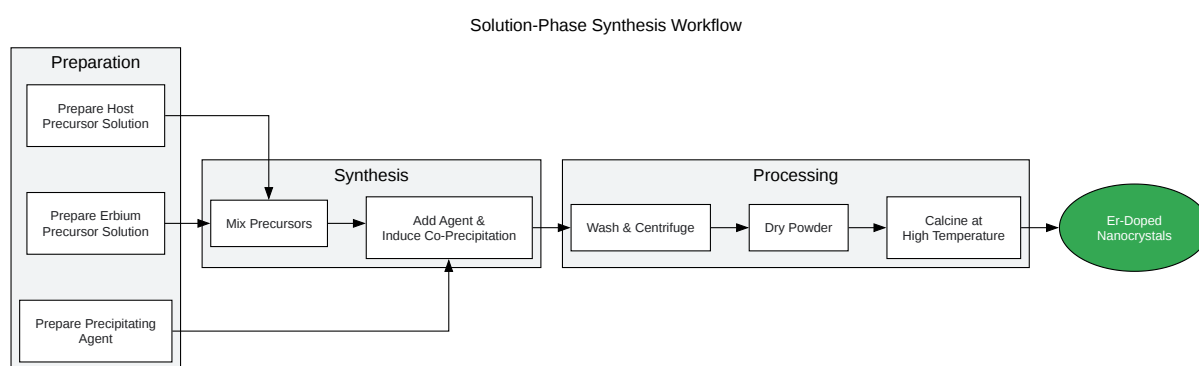 Solution-Phase Synthesis Workflow
Preparation
Prepare Host
Precursor Solution
Prepare Erbium
Precursor Solution
Prepare Precipitating
Agent
Synthesis
Mix Precursors
Add Agent &
Induce Co-Precipitation
Processing
Wash & Centrifuge
Dry Powder
Calcine at
High Temperature
Er-Doped
Nanocrystals